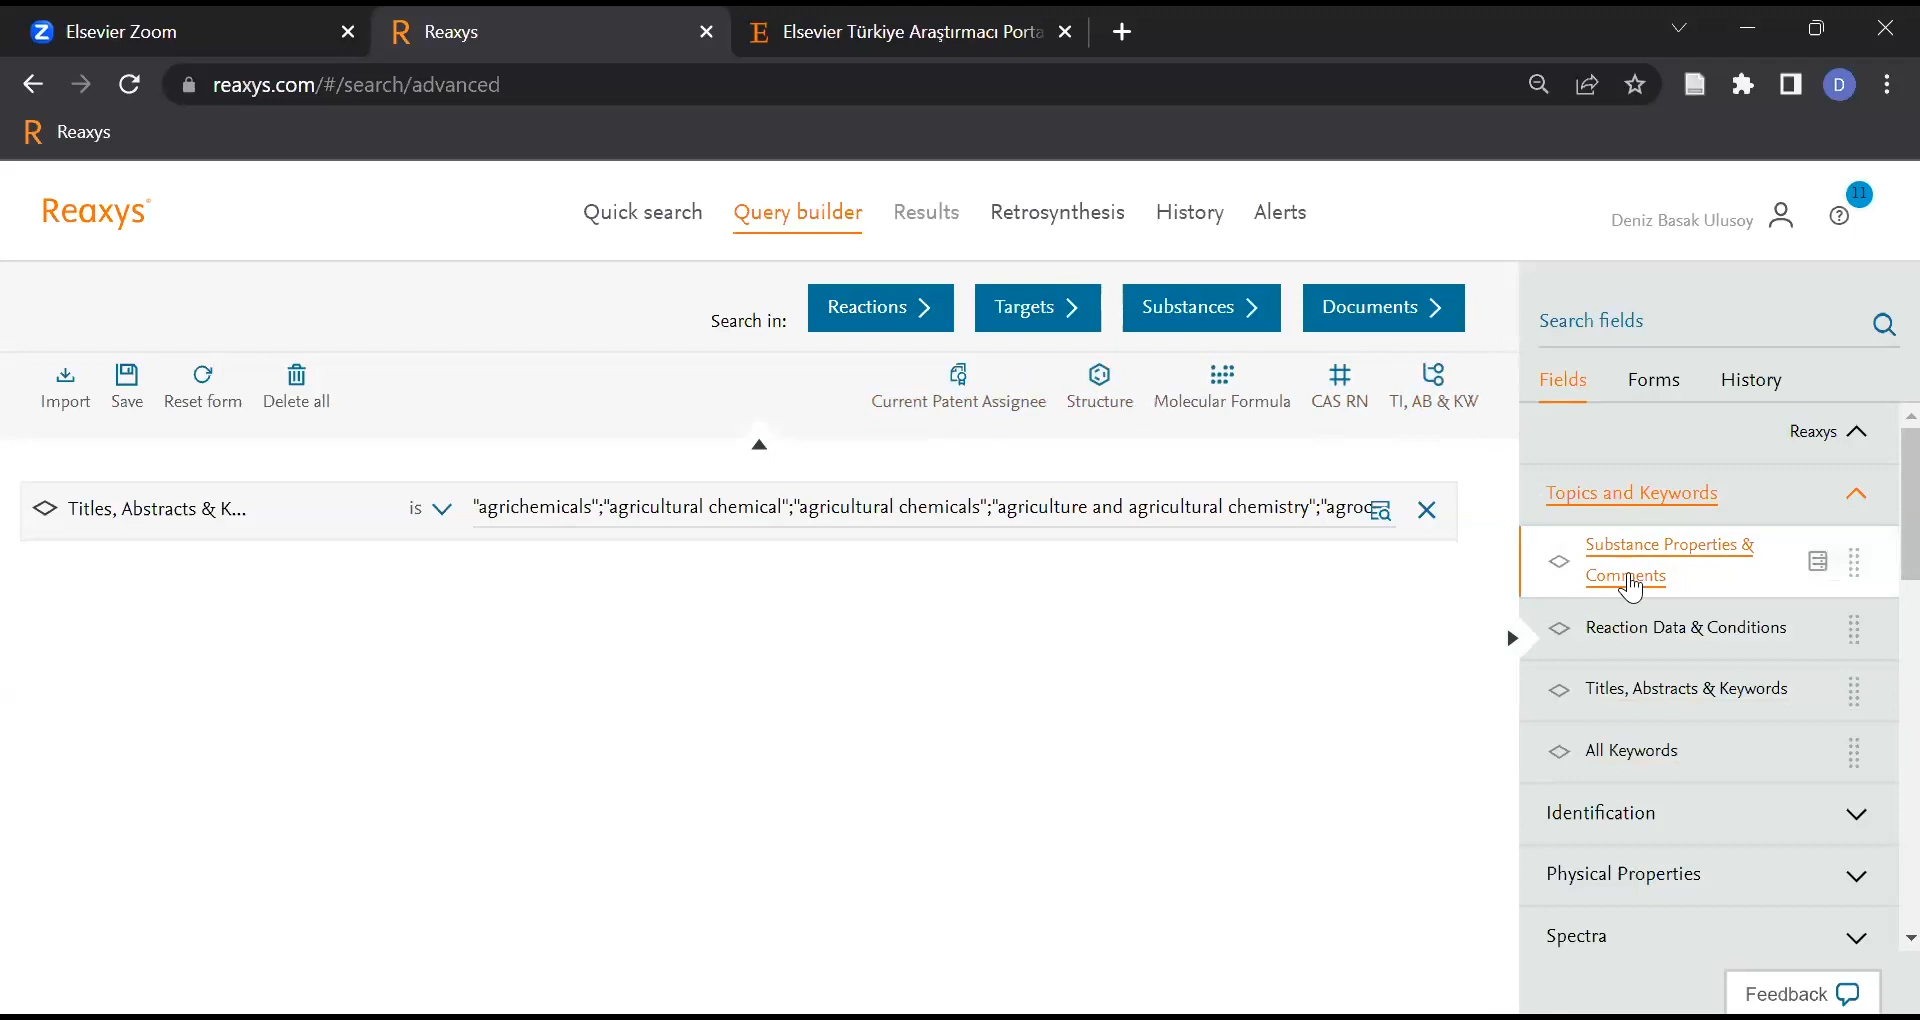 Elsevier Zoom
Reaxys
Elsevier Türkiye Araştırmacı Porta
reaxys.com/#/search/advanced
D
R Reaxys
Reaxys
Quick search
Query builder
Results
Retrosynthesis
History
Alerts
Deniz Basak Ulusoy
11
Search in:
Reactions
Targets
Substances
Documents
Import
Save
Reset form
Delete all
Current Patent Assignee
Structure
Molecular Formula
CAS RN
TI, AB & KW
Titles, Abstracts & K...
is
"agrichemicals";"agricultural chemical";"agricultural chemicals";"agriculture and agricultural chemistry";"agroc
Search fields
Fields
Forms
History
Reaxys
Topics and Keywords
Substance Properties &
Comments
Reaction Data & Conditions
Titles, Abstracts & Keywords
All Keywords
Identification
Physical Properties
Spectra
Feedback